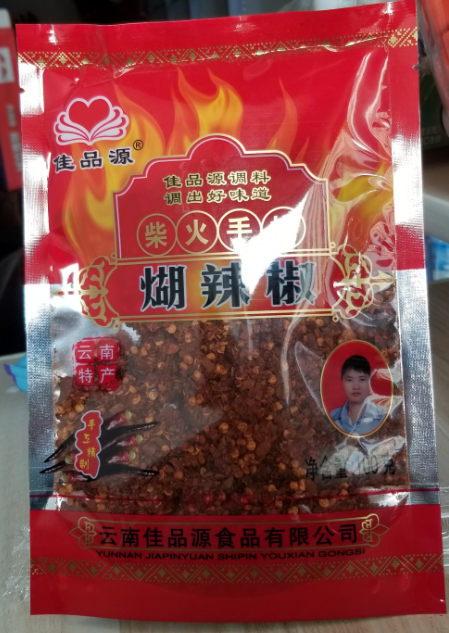 佳品源®
佳品源调料
调出好味道
柴火手
煳辣椒
云南
特产
手工精制
净含量
克
云南佳品源食品有限公司
YUNNAN JIAPINYUAN SHIPIN YOUXIAN GONGSI